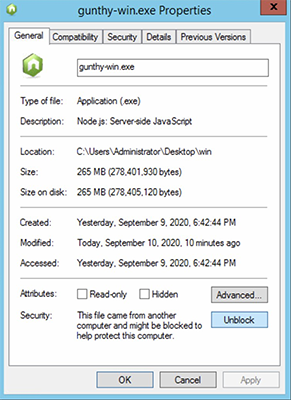 gunthy-win.exe Properties
X
General Compatibility Security Details Previous Versions
gunthy-win.exe
Type of file: Application (.exe)
Description: Node.js: Server-side JavaScript
Location: C:\Users\Administrator\Desktop\win
Size: 265 MB (278,401,930 bytes)
Size on disk: 265 MB (278,405,120 bytes)
Created: Yesterday, September 9, 2020, 6:42:44 PM
Modified: Today, September 10, 2020, 10 minutes ago
Accessed: Yesterday, September 9, 2020, 6:42:44 PM
Attributes: Read-only Hidden Advanced...
Security: This file came from another
computer and might be blocked to
help protect this computer.
Unblock
OK Cancel Apply